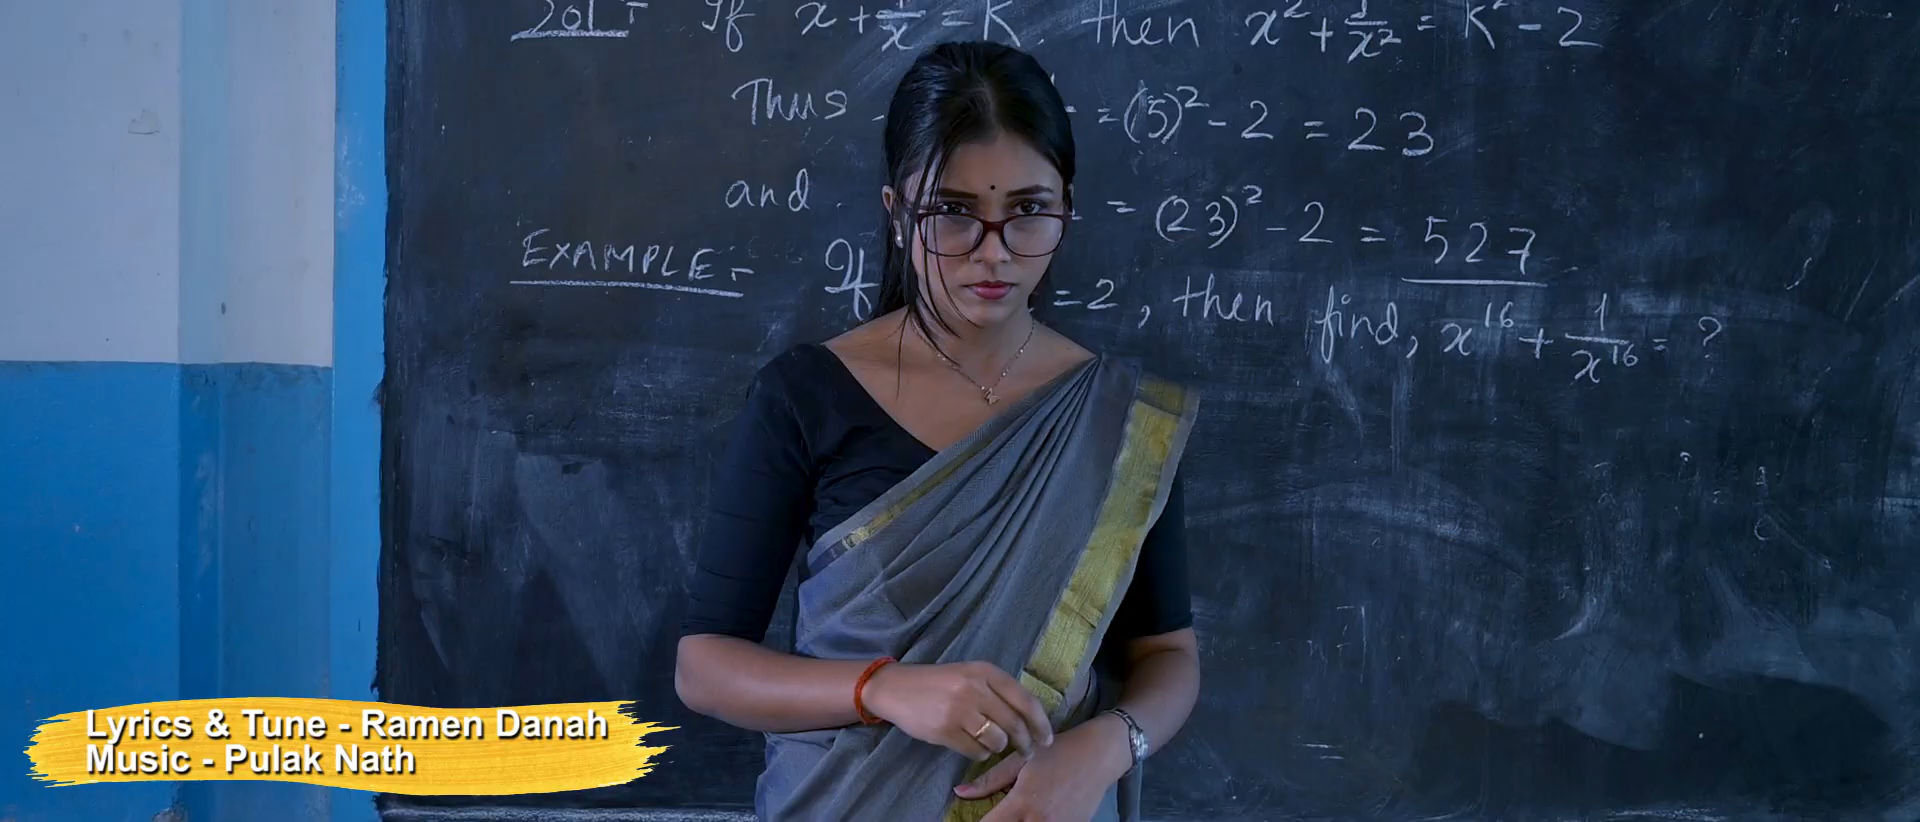 Sol :- If x + 1/x = K. then x² + 1/x² = K² - 2
Thus = (5)² - 2 = 23
and = (23)² - 2 = 527
EXAMPLE :- If = 2, then find, x¹⁶ + 1/x¹⁶ = ?
Lyrics & Tune - Ramen Danah
Music - Pulak Nath